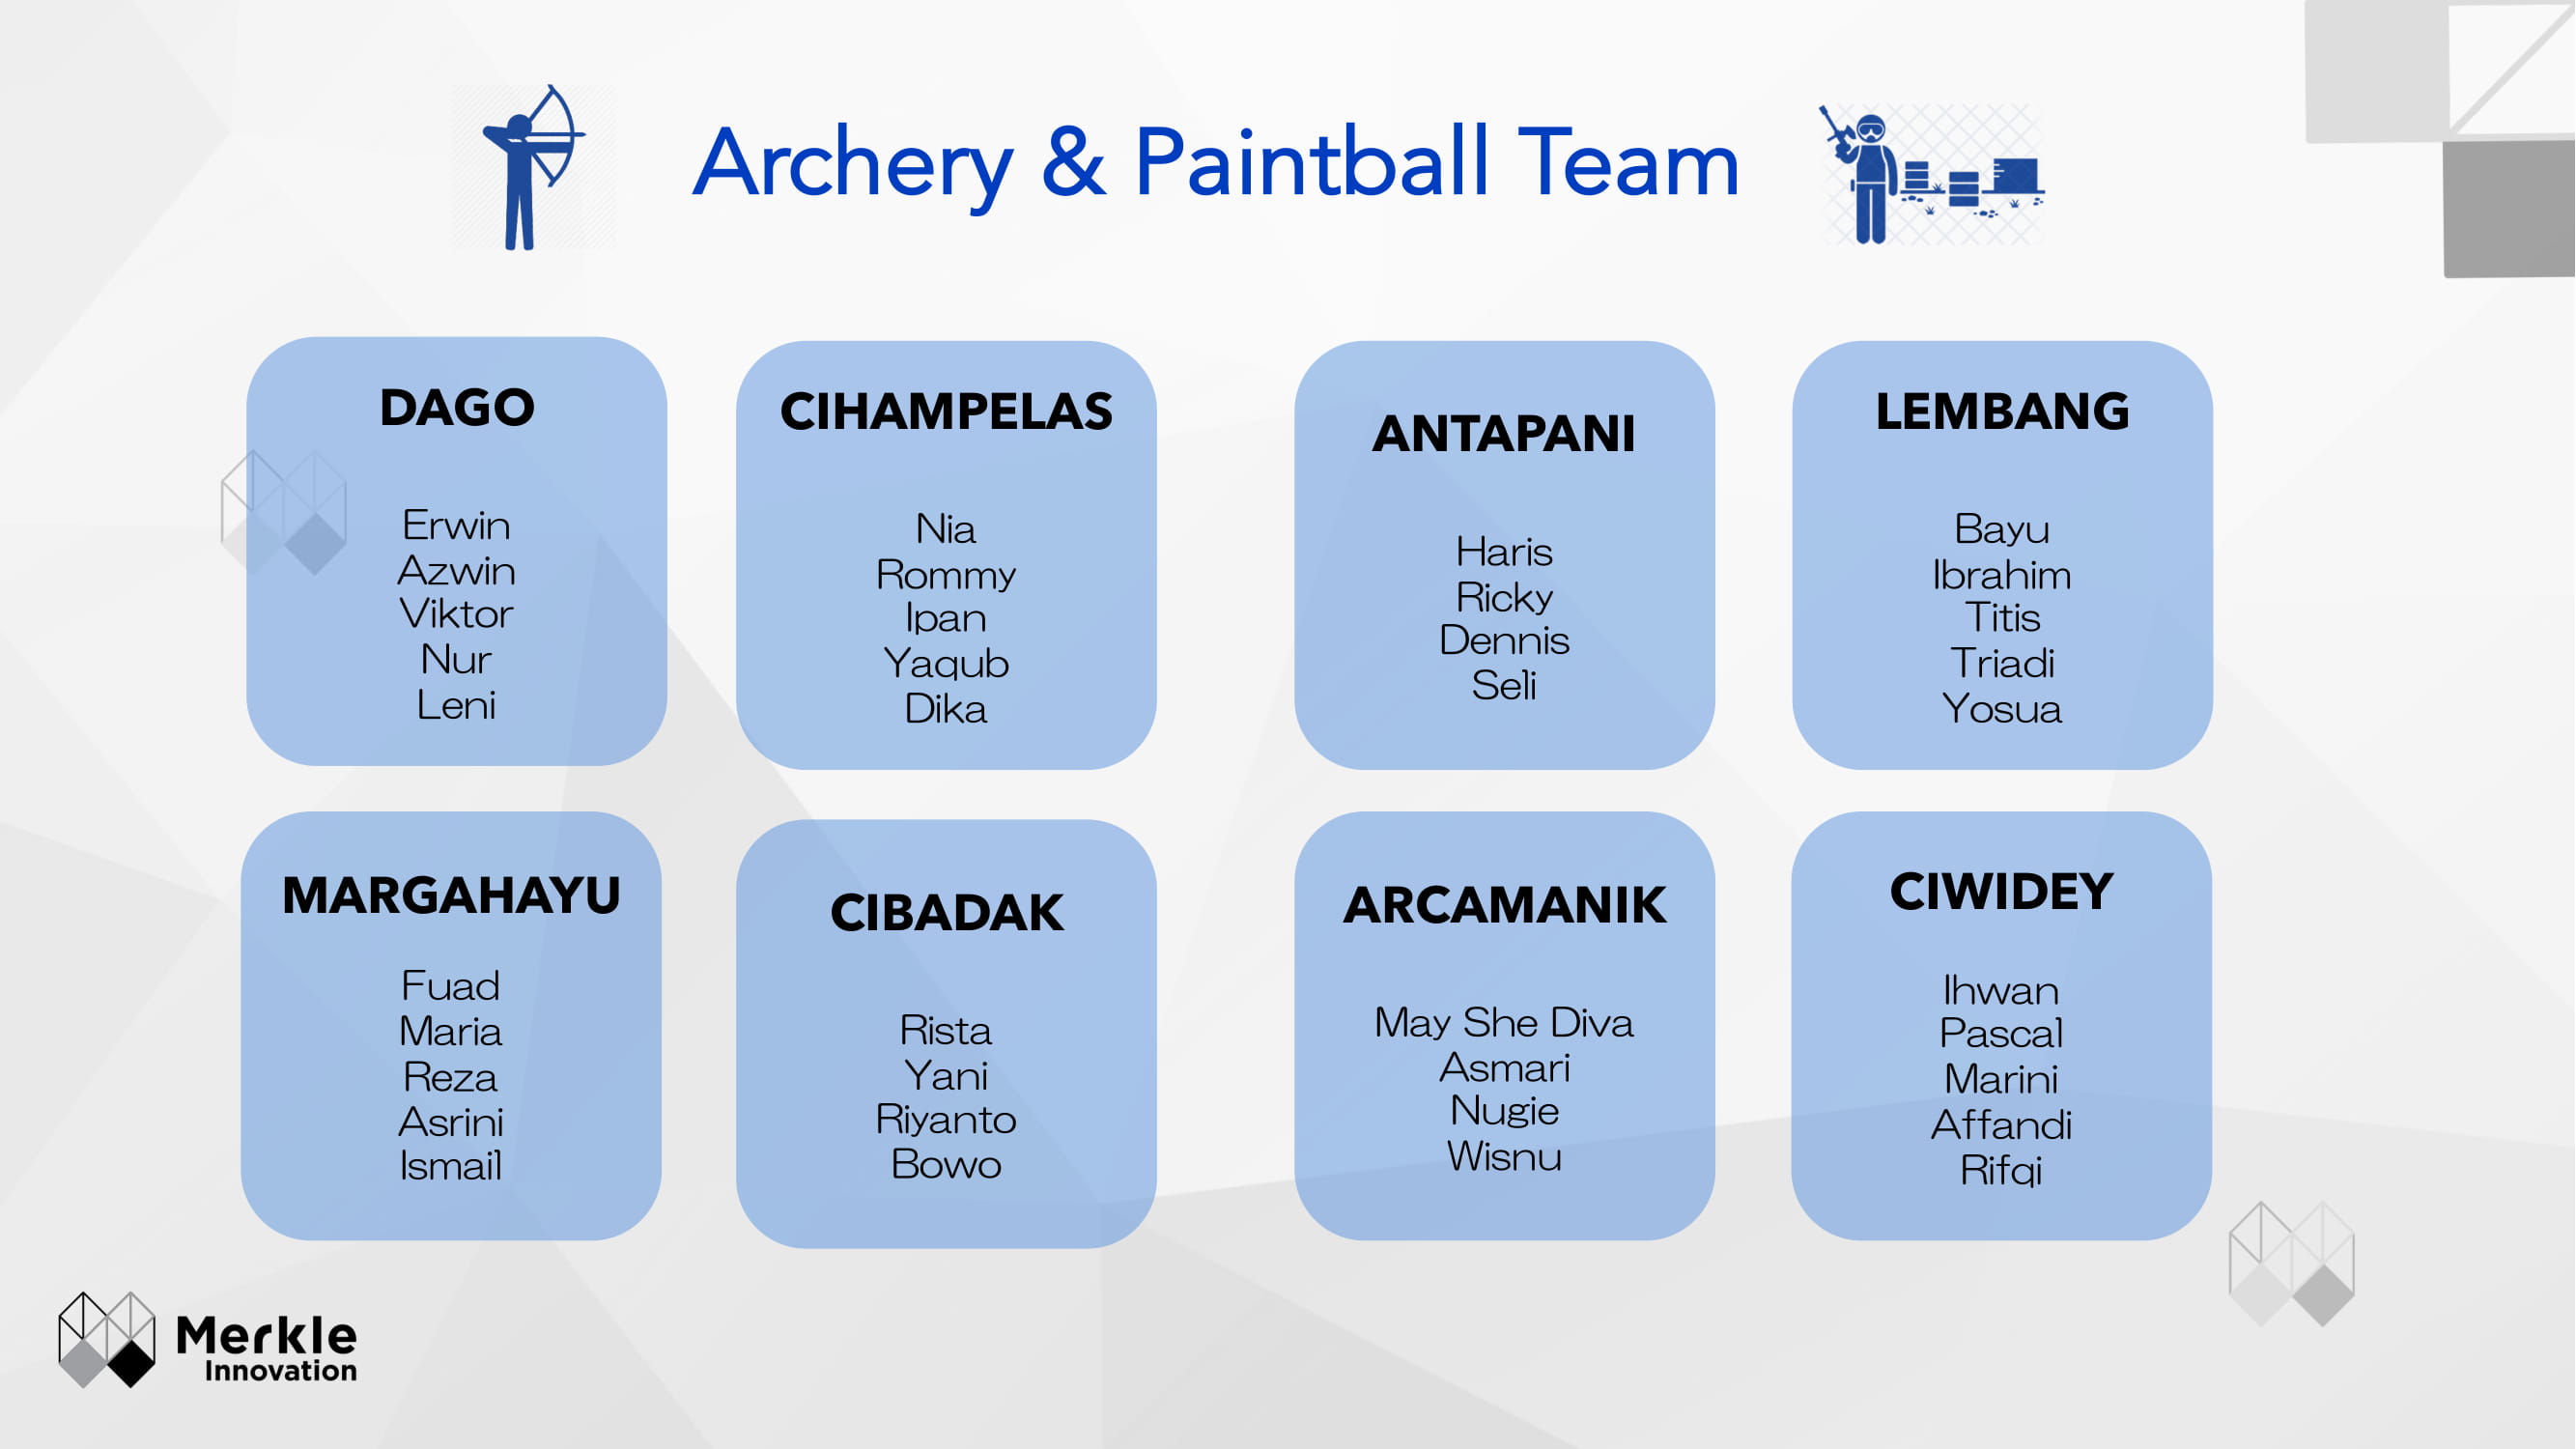 Archery & Paintball Team
DAGO
Erwin
Azwin
Viktor
Nur
Leni
CIHAMPELAS
Nia
Rommy
Ipan
Yaqub
Dika
ANTAPANI
Haris
Ricky
Dennis
Seli
LEMBANG
Bayu
Ibrahim
Titis
Triadi
Yosua
MARGAHAYU
Fuad
Maria
Reza
Asrini
Ismail
CIBADAK
Rista
Yani
Riyanto
Bowo
ARCAMANIK
May She Diva
Asmari
Nugie
Wisnu
CIWIDEY
Ihwan
Pascal
Marini
Affandi
Rifqi
Merkle
Innovation